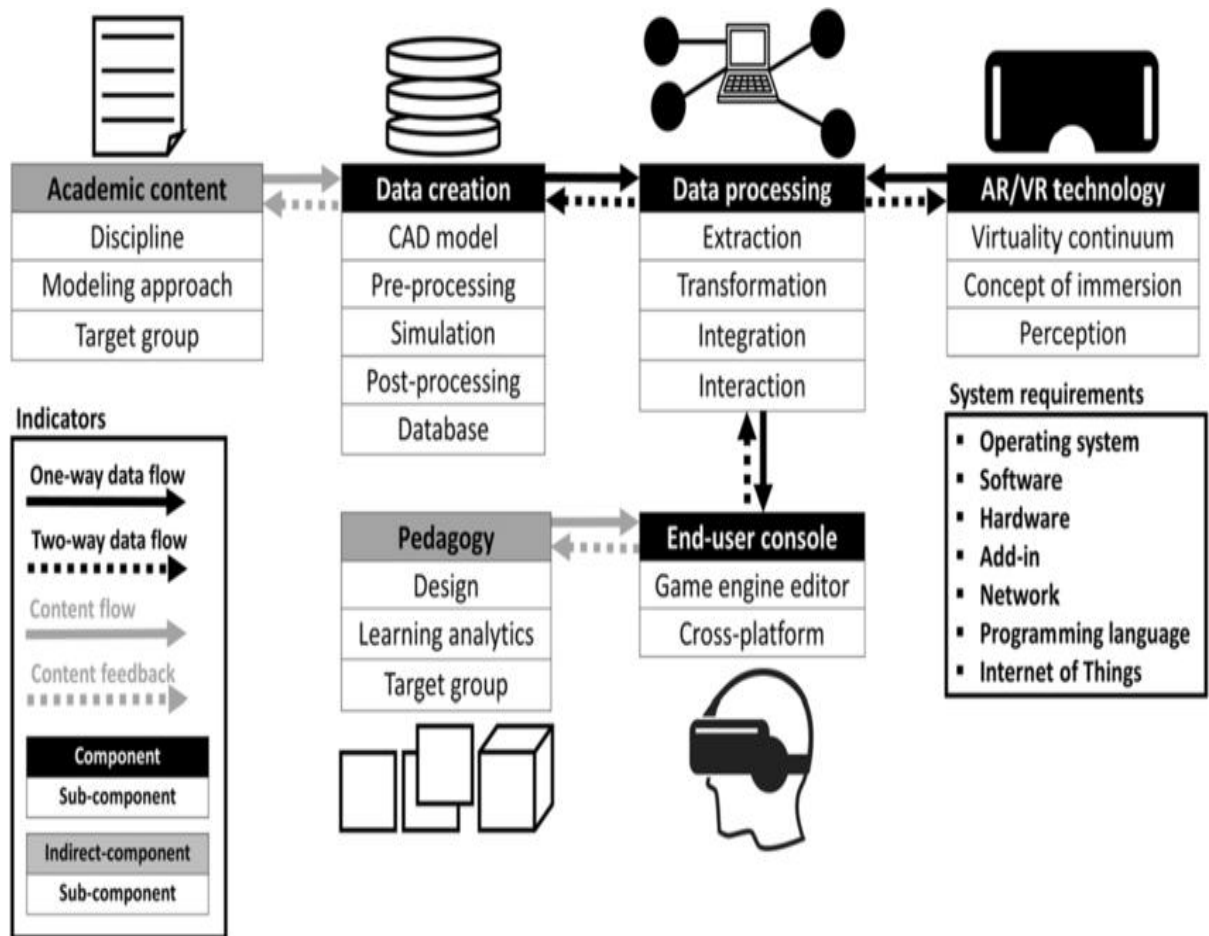 Academic content
Discipline
Modeling approach
Target group
Data creation
CAD model
Pre-processing
Simulation
Post-processing
Database
Data processing
Extraction
Transformation
Integration
Interaction
AR/VR technology
Virtuality continuum
Concept of immersion
Perception
Indicators
One-way data flow
Two-way data flow
Content flow
Content feedback
Component
Sub-component
Indirect-component
Sub-component
Pedagogy
Design
Learning analytics
Target group
End-user console
Game engine editor
Cross-platform
System requirements
▪ Operating system
▪ Software
▪ Hardware
▪ Add-in
▪ Network
▪ Programming language
▪ Internet of Things